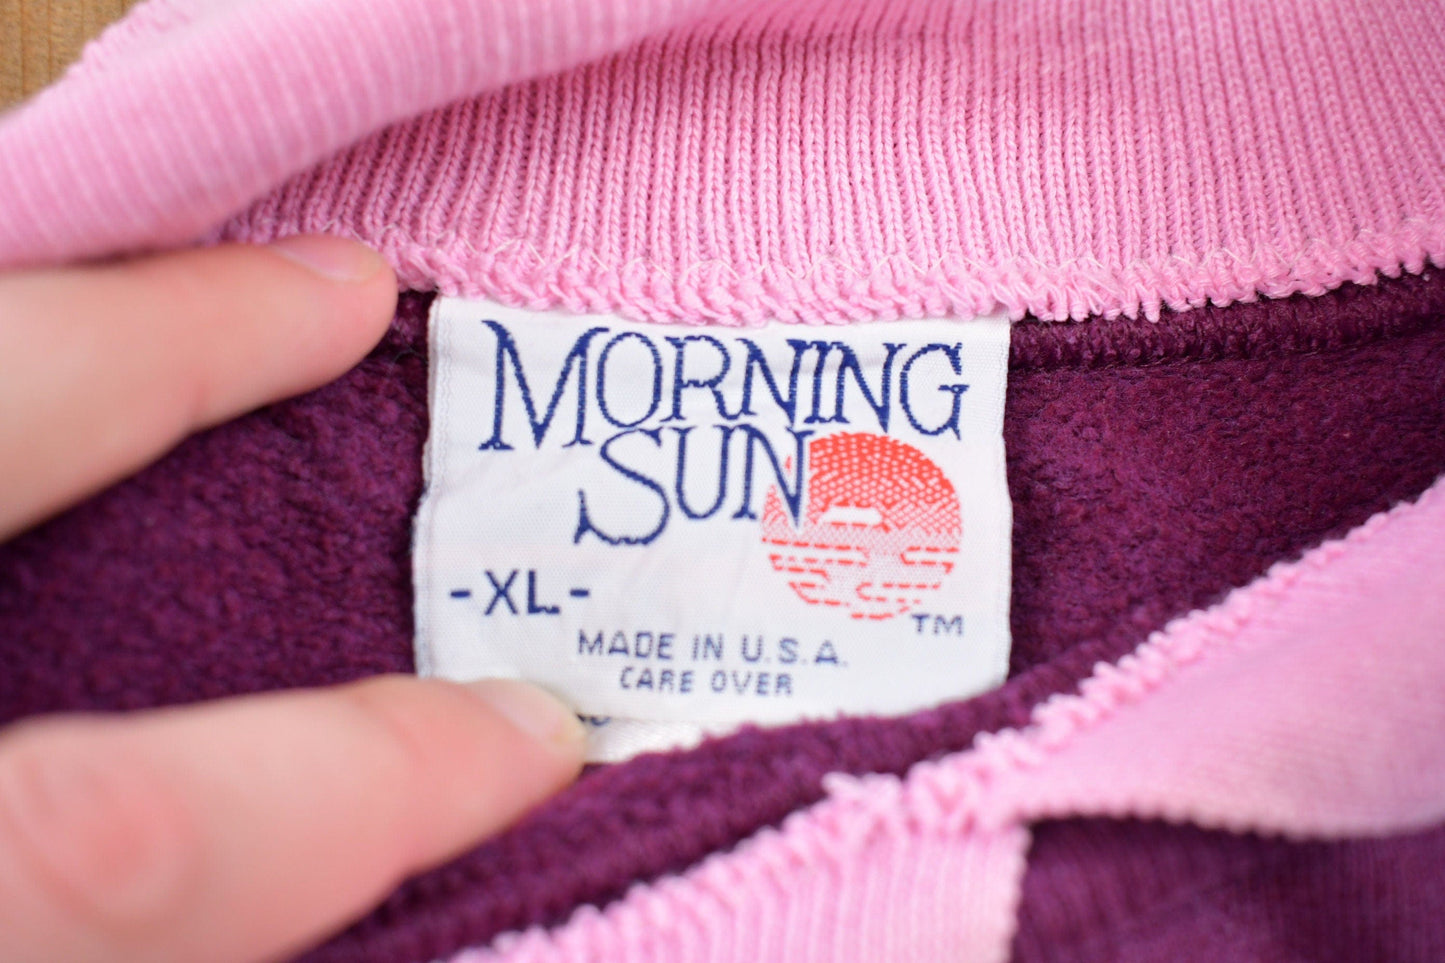 MORNING
SUN
-XL-
TM
MADE IN U.S.A.
CARE OVER